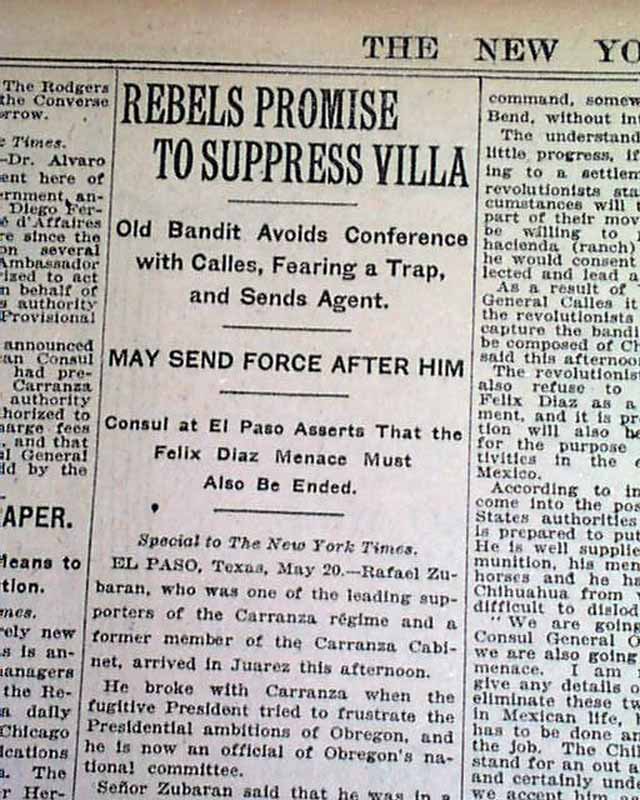 THE NEW YO
The Rodgers
the Converse
rrow.
Times.
—Dr. Alvaro
ent here of
ernment, an-
Diego Fer-
é d'Affaires
re since the
on several
Ambassador
rized to act
n behalf of
s authority
Provisional
announced
an Consul
had pre-
Carranza
authority
horized to
arge fees
, and that
l General
id by the
APER.
Means to
tion.
mes.
rely new
s is an-
anagers
the Re-
a daily
Chicago
ications
a. The
r Her-
REBELS PROMISE
TO SUPPRESS VILLA
Old Bandit Avoids Conference
with Calles, Fearing a Trap,
and Sends Agent.
MAY SEND FORCE AFTER HIM
Consul at El Paso Asserts That the
Felix Diaz Menace Must
Also Be Ended.
Special to The New York Times.
EL PASO, Texas, May 20.—Rafael Zu-
baran, who was one of the leading sup-
porters of the Carranza régime and a
former member of the Carranza Cabi-
net, arrived in Juarez this afternoon.
He broke with Carranza when the
fugitive President tried to frustrate the
Presidential ambitions of Obregon, and
he is now an official of Obregon's na-
tional committee.
Señor Zubaran said that he was in a
command, somew
Bend, without int
The understand
little progress, if
ing to a settlem
revolutionists sta
cumstances will t
part of their mov
be willing to
hacienda (ranch)
he would consent
lected and lead a
As a result of
General Calles it
the revolutionists
capture the bandi
be composed of Ch
said this afternoon
The revolutionist
also refuse to
Felix Diaz as a
ment, and it is pre
tion will also be
for the purpose
tivities in the
Mexico.
According to in
come into the pos
States authorities
is prepared to put
He is well supplie
munition, his men
horses and he ha
Chihuahua from
difficult to dislod
"We are going
Consul General O
we are also going
menace. I am
give any details o
eliminate these tw
in Mexican life,
has to be done an
the job. The Chi
stand for an out a
and certainly und
we accept him an